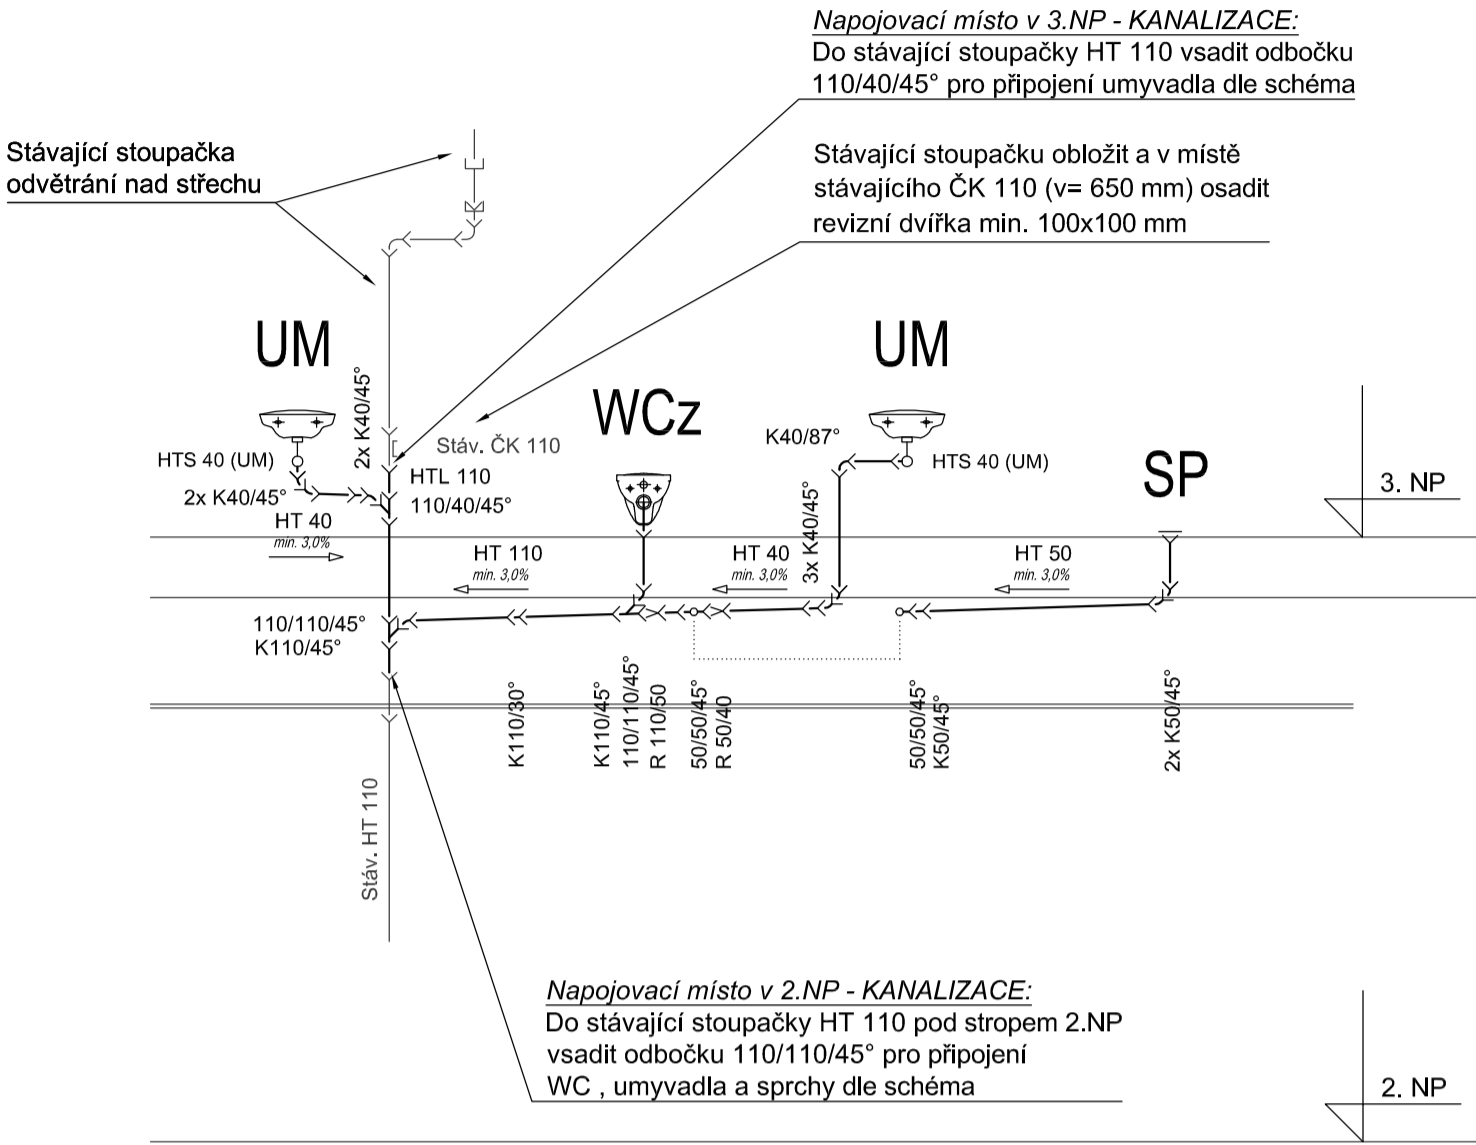 Napojovací místo v 3.NP - KANALIZACE:
Do stávající stoupačky HT 110 vsadit odbočku
110/40/45° pro připojení umyvadla dle schéma
Stávající stoupačka
odvětrání nad střechu
Stávající stoupačku obložit a v místě
stávajícího ČK 110 (v= 650 mm) osadit
revizní dvířka min. 100x100 mm
UM
UM
WCz
SP
2x K40/45°
Stáv. ČK 110
K40/87°
HTS 40 (UM)
HTS 40 (UM)
2x K40/45°
HTL 110
110/40/45°
3x K40/45°
3. NP
HT 40
min. 3,0%
HT 110
min. 3,0%
HT 40
min. 3,0%
HT 50
min. 3,0%
110/110/45°
K110/45°
K110/30°
K110/45°
110/110/45°
R 110/50
50/50/45°
R 50/40
50/50/45°
K50/45°
2x K50/45°
Stáv. HT 110
Napojovací místo v 2.NP - KANALIZACE:
Do stávající stoupačky HT 110 pod stropem 2.NP
vsadit odbočku 110/110/45° pro připojení
WC , umyvadla a sprchy dle schéma
2. NP